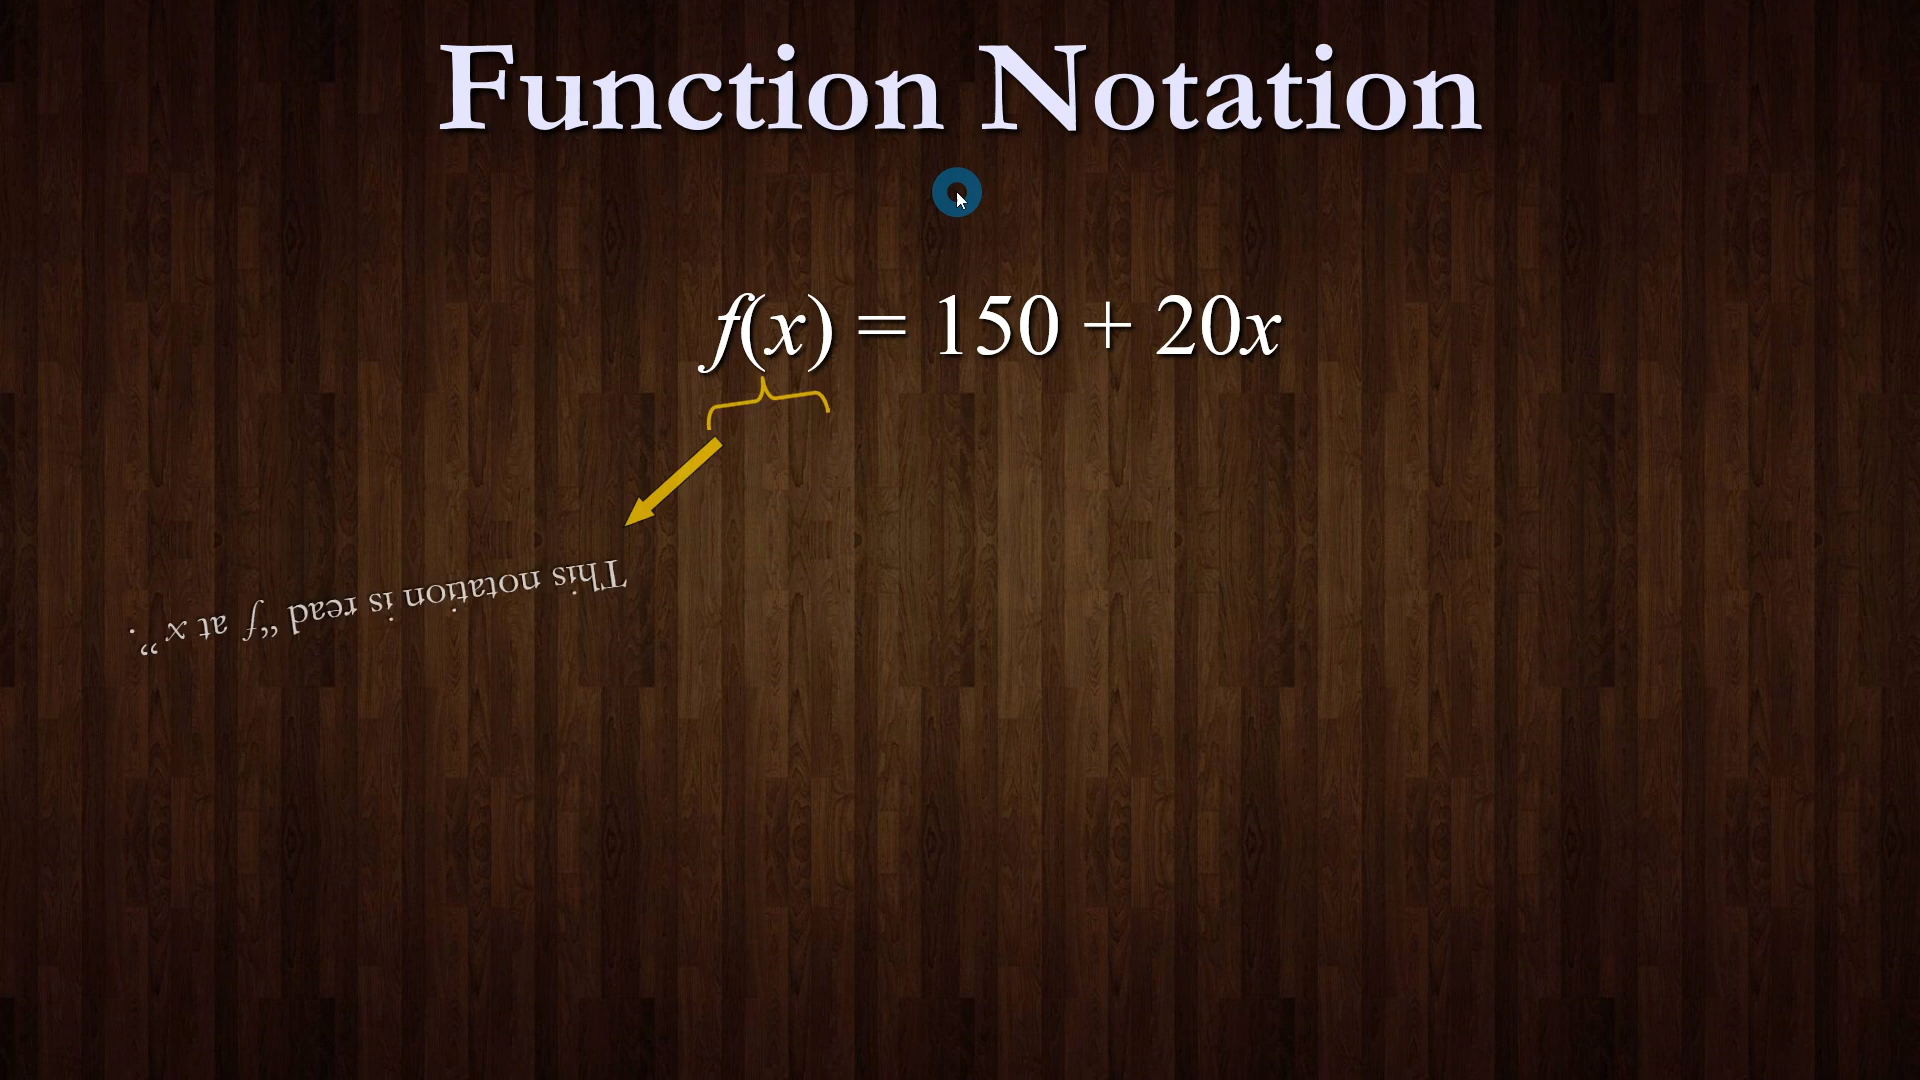 Function Notation
f(x) = 150 + 20x
This notation is read “f at x ”.